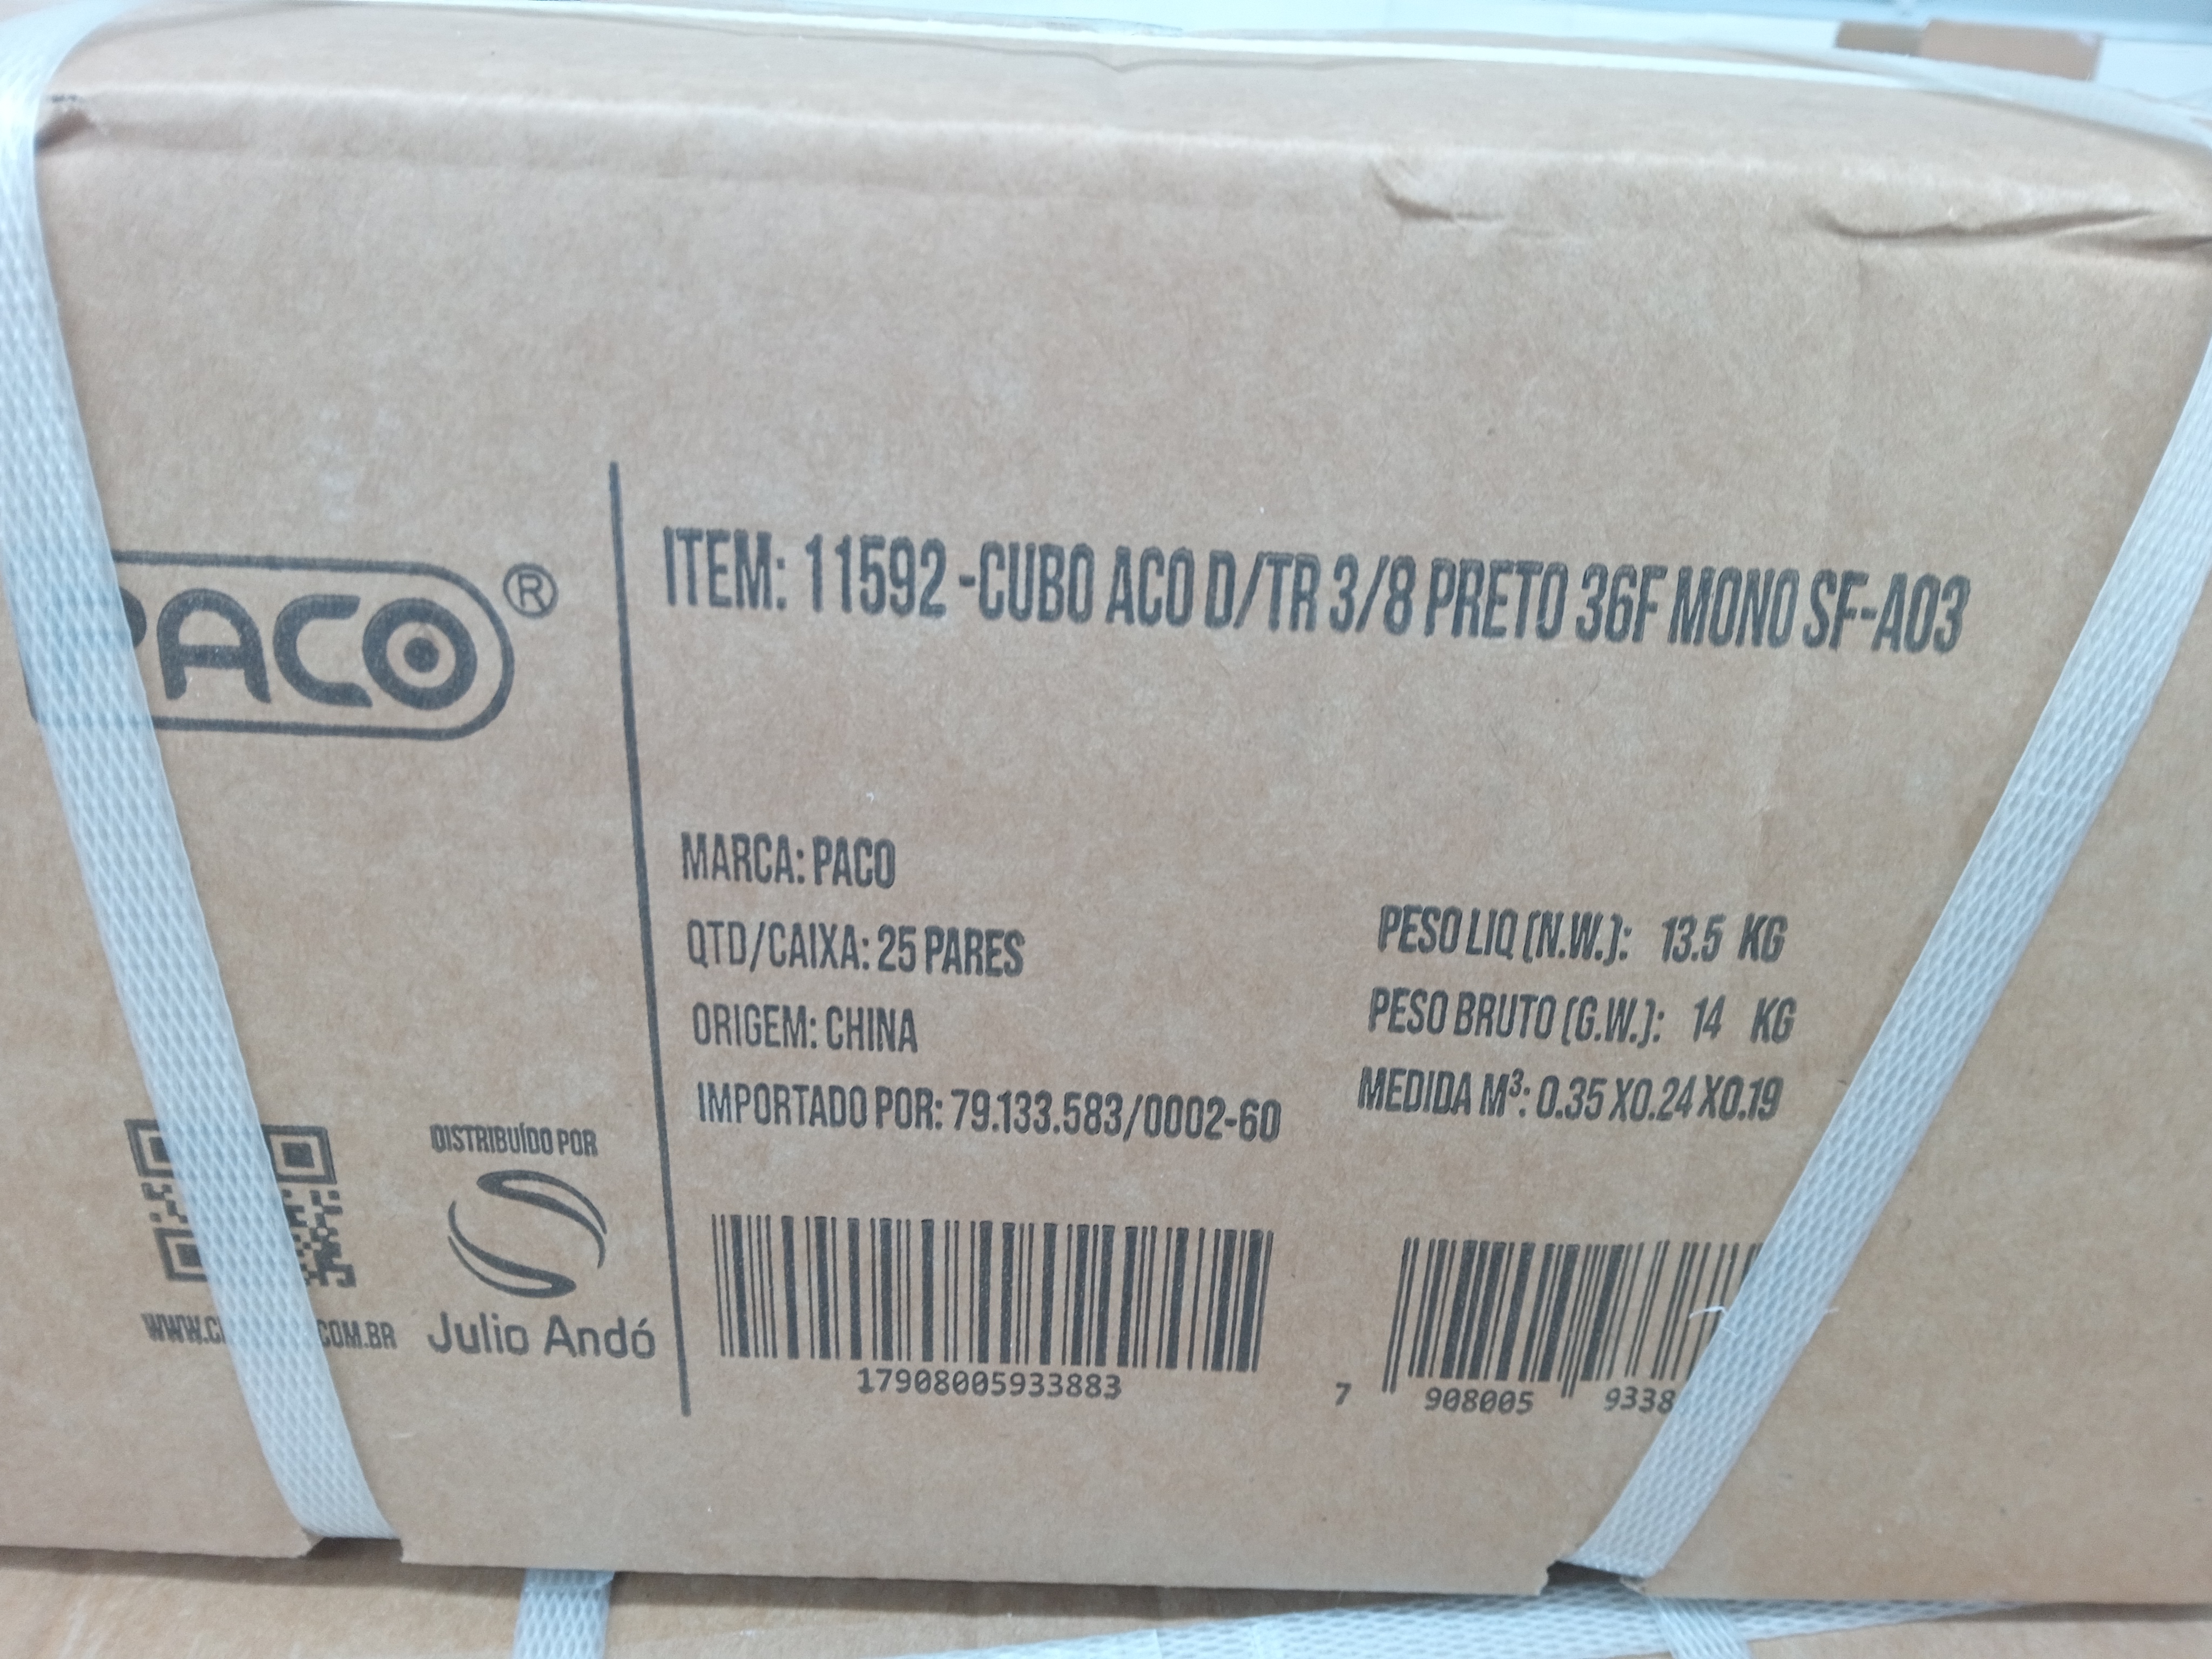 PACO®
ITEM: 11592 -CUBO ACO D/TR 3/8 PRETO 36F MONO SF-A03
MARCA: PACO
QTD/CAIXA: 25 PARES
ORIGEM: CHINA
IMPORTADO POR: 79.133.583/0002-60
PESO LIQ (N.W.): 13.5 KG
PESO BRUTO (G.W.): 14 KG
MEDIDA M³: 0.35 X0.24 X0.19
DISTRIBUÍDO POR
Julio Andó
17908005933883
7 908005 9338